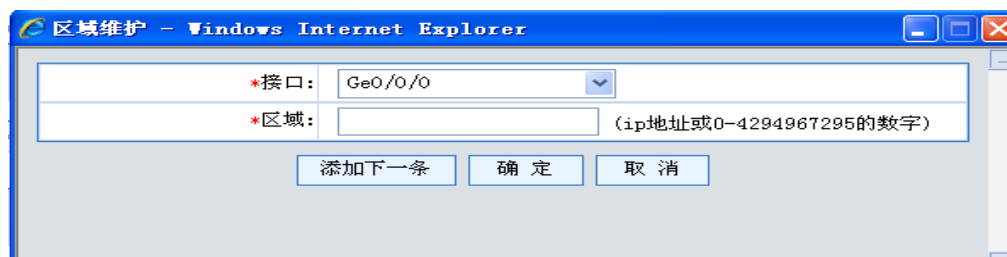 区域维护 - Windows Internet Explorer
*接口: Ge0/0/0
*区域: (ip地址或0-4294967295的数字)
添加下一条 确 定 取 消